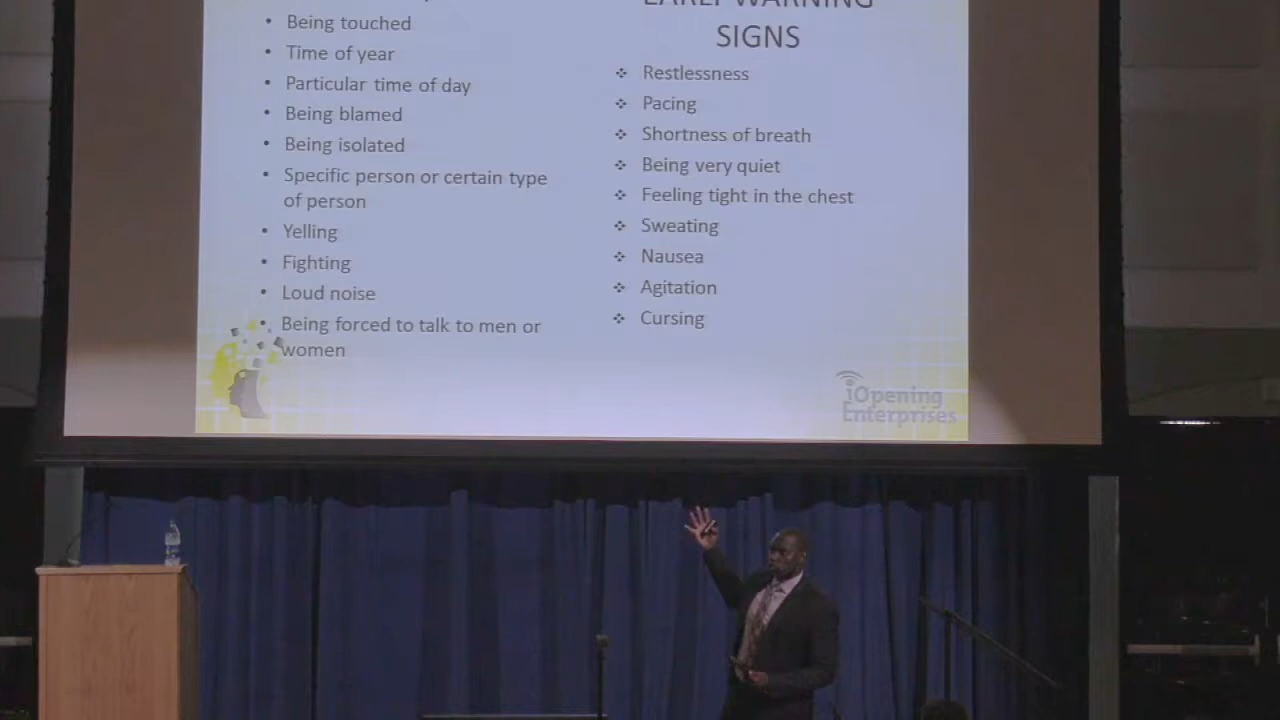 Being touched
Time of year
Particular time of day
Being blamed
Being isolated
Specific person or certain type
of person
Yelling
Fighting
Loud noise
Being forced to talk to men or
women
EARLY WARNING
SIGNS
Restlessness
Pacing
Shortness of breath
Being very quiet
Feeling tight in the chest
Sweating
Nausea
Agitation
Cursing
iOpening
Enterprises